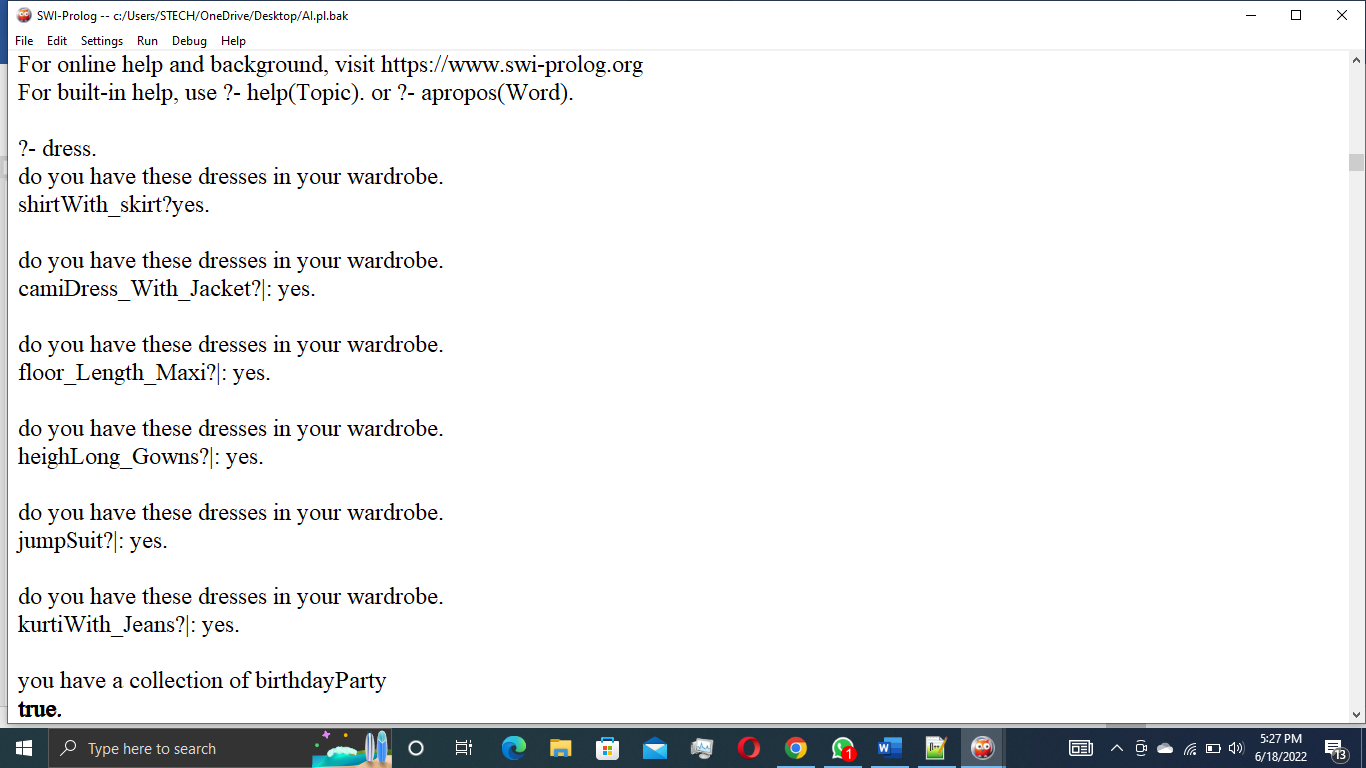 SWI-Prolog -- c:/Users/STECH/OneDrive/Desktop/AI.pl.bak
File Edit Settings Run Debug Help
For online help and background, visit https://www.swi-prolog.org
For built-in help, use ?- help(Topic). or ?- apropos(Word).
?- dress.
do you have these dresses in your wardrobe.
shirtWith_skirt?yes.
do you have these dresses in your wardrobe.
camiDress_With_Jacket?|: yes.
do you have these dresses in your wardrobe.
floor_Length_Maxi?|: yes.
do you have these dresses in your wardrobe.
heighLong_Gowns?|: yes.
do you have these dresses in your wardrobe.
jumpSuit?|: yes.
do you have these dresses in your wardrobe.
kurtiWith_Jeans?|: yes.
you have a collection of birthdayParty
true.
Type here to search
1
W
5:27 PM
6/18/2022
13